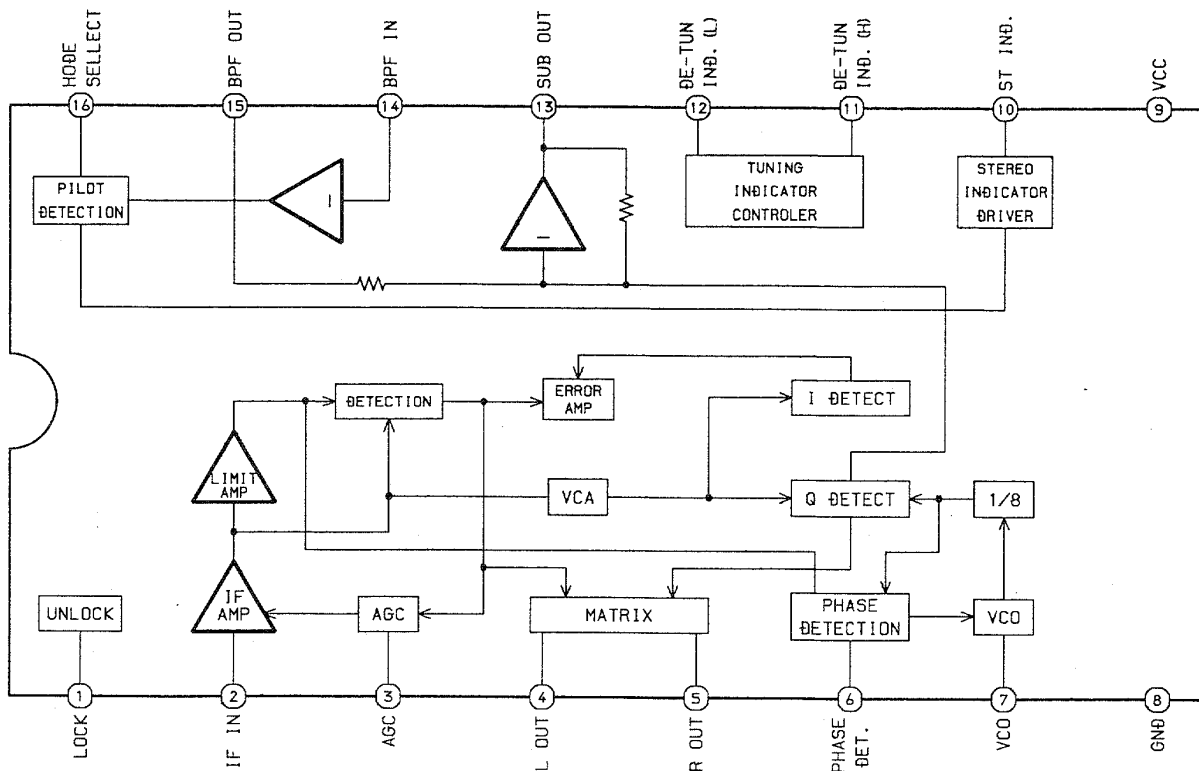 HODE
SELLECT
BPF OUT
BPF IN
SUB OUT
DE-TUN
IND. (L)
DE-TUN
IND. (H)
ST IND.
VCC
16
15
14
13
12
11
10
9
PILOT
DETECTION
TUNING
INDICATOR
CONTROLER
STEREO
INDICATOR
DRIVER
ERROR
AMP
DETECTION
I DETECT
LIMIT
AMP
VCA
Q DETECT
1/8
UNLOCK
IF
AMP
AGC
MATRIX
PHASE
DETECTION
VCO
1
2
3
4
5
6
7
8
LOCK
IF IN
AGC
L OUT
R OUT
PHASE
DET.
VCO
GND